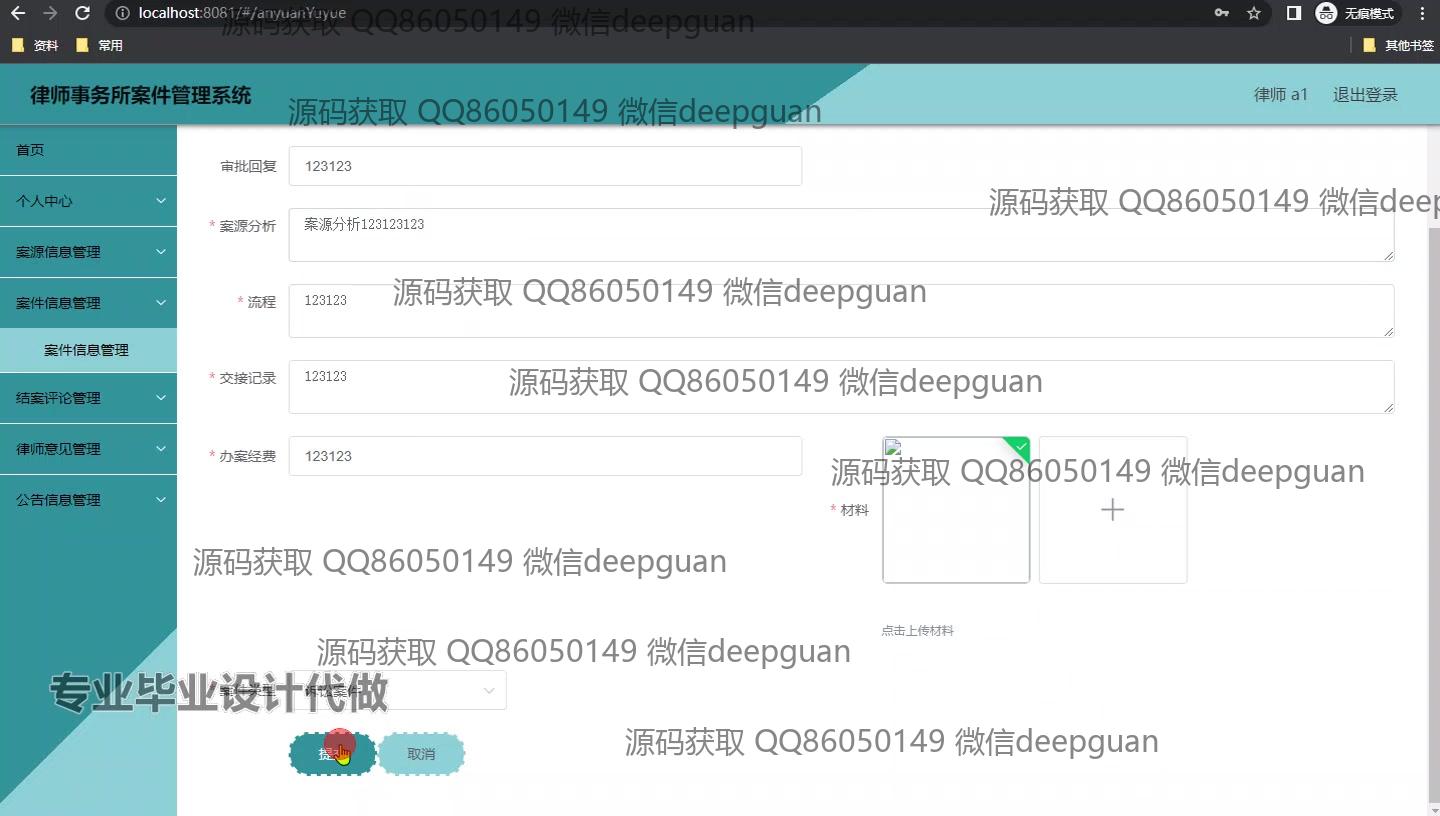 localhost:8081/#/anyuanYuyue
无痕模式
资料
常用
其他书签
源码获取 QQ86050149 微信deepguan
律师事务所案件管理系统
律师 a1
退出登录
源码获取 QQ86050149 微信deepguan
首页
个人中心
案源信息管理
案件信息管理
案件信息管理
结案评论管理
律师意见管理
公告信息管理
审批回复
123123
源码获取 QQ86050149 微信deep
* 案源分析
案源分析123123123
* 流程
123123
源码获取 QQ86050149 微信deepguan
* 交接记录
123123
源码获取 QQ86050149 微信deepguan
* 办案经费
123123
源码获取 QQ86050149 微信deepguan
* 材料
源码获取 QQ86050149 微信deepguan
点击上传材料
源码获取 QQ86050149 微信deepguan
案件类型
诉讼案件
专业毕业设计代做
源码获取 QQ86050149 微信deepguan
提
取消